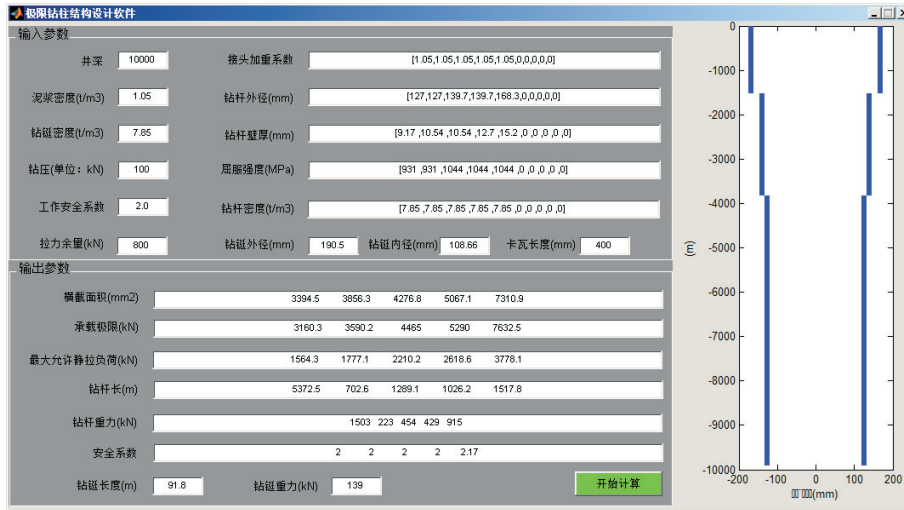 极限钻柱结构设计软件
输入参数
井深 10000 接头加重系数 [1.05,1.05,1.05,1.05,1.05,0,0,0,0,0]
泥浆密度(t/m3) 1.05 钻杆外径(mm) [127,127,139.7,139.7,168.3,0,0,0,0,0]
钻铤密度(t/m3) 7.85 钻杆壁厚(mm) [9.17 ,10.54 ,10.54 ,12.7 ,15.2 ,0 ,0 ,0 ,0 ,0]
钻压(单位：kN) 100 屈服强度(MPa) [931 ,931 ,1044 ,1044 ,1044 ,0 ,0 ,0 ,0 ,0]
工作安全系数 2.0 钻杆密度(t/m3) [7.85 ,7.85 ,7.85 ,7.85 ,7.85 ,0 ,0 ,0 ,0 ,0]
拉力余量(kN) 800 钻铤外径(mm) 190.5 钻铤内径(mm) 108.66 卡瓦长度(mm) 400
输出参数
横截面积(mm2) 3394.5 3856.3 4276.8 5067.1 7310.9
承载极限(kN) 3160.3 3590.2 4465 5290 7632.5
最大允许静拉负荷(kN) 1564.3 1777.1 2210.2 2618.6 3778.1
钻杆长(m) 5372.5 702.6 1289.1 1026.2 1517.8
钻杆重力(kN) 1503 223 454 429 915
安全系数 2 2 2 2 2.17
钻铤长度(m) 91.8 钻铤重力(kN) 139 开始计算
0
-1000
-2000
-3000
-4000
-5000
-6000
-7000
-8000
-9000
-10000
(m)
-200 -100 0 100 200
(mm)